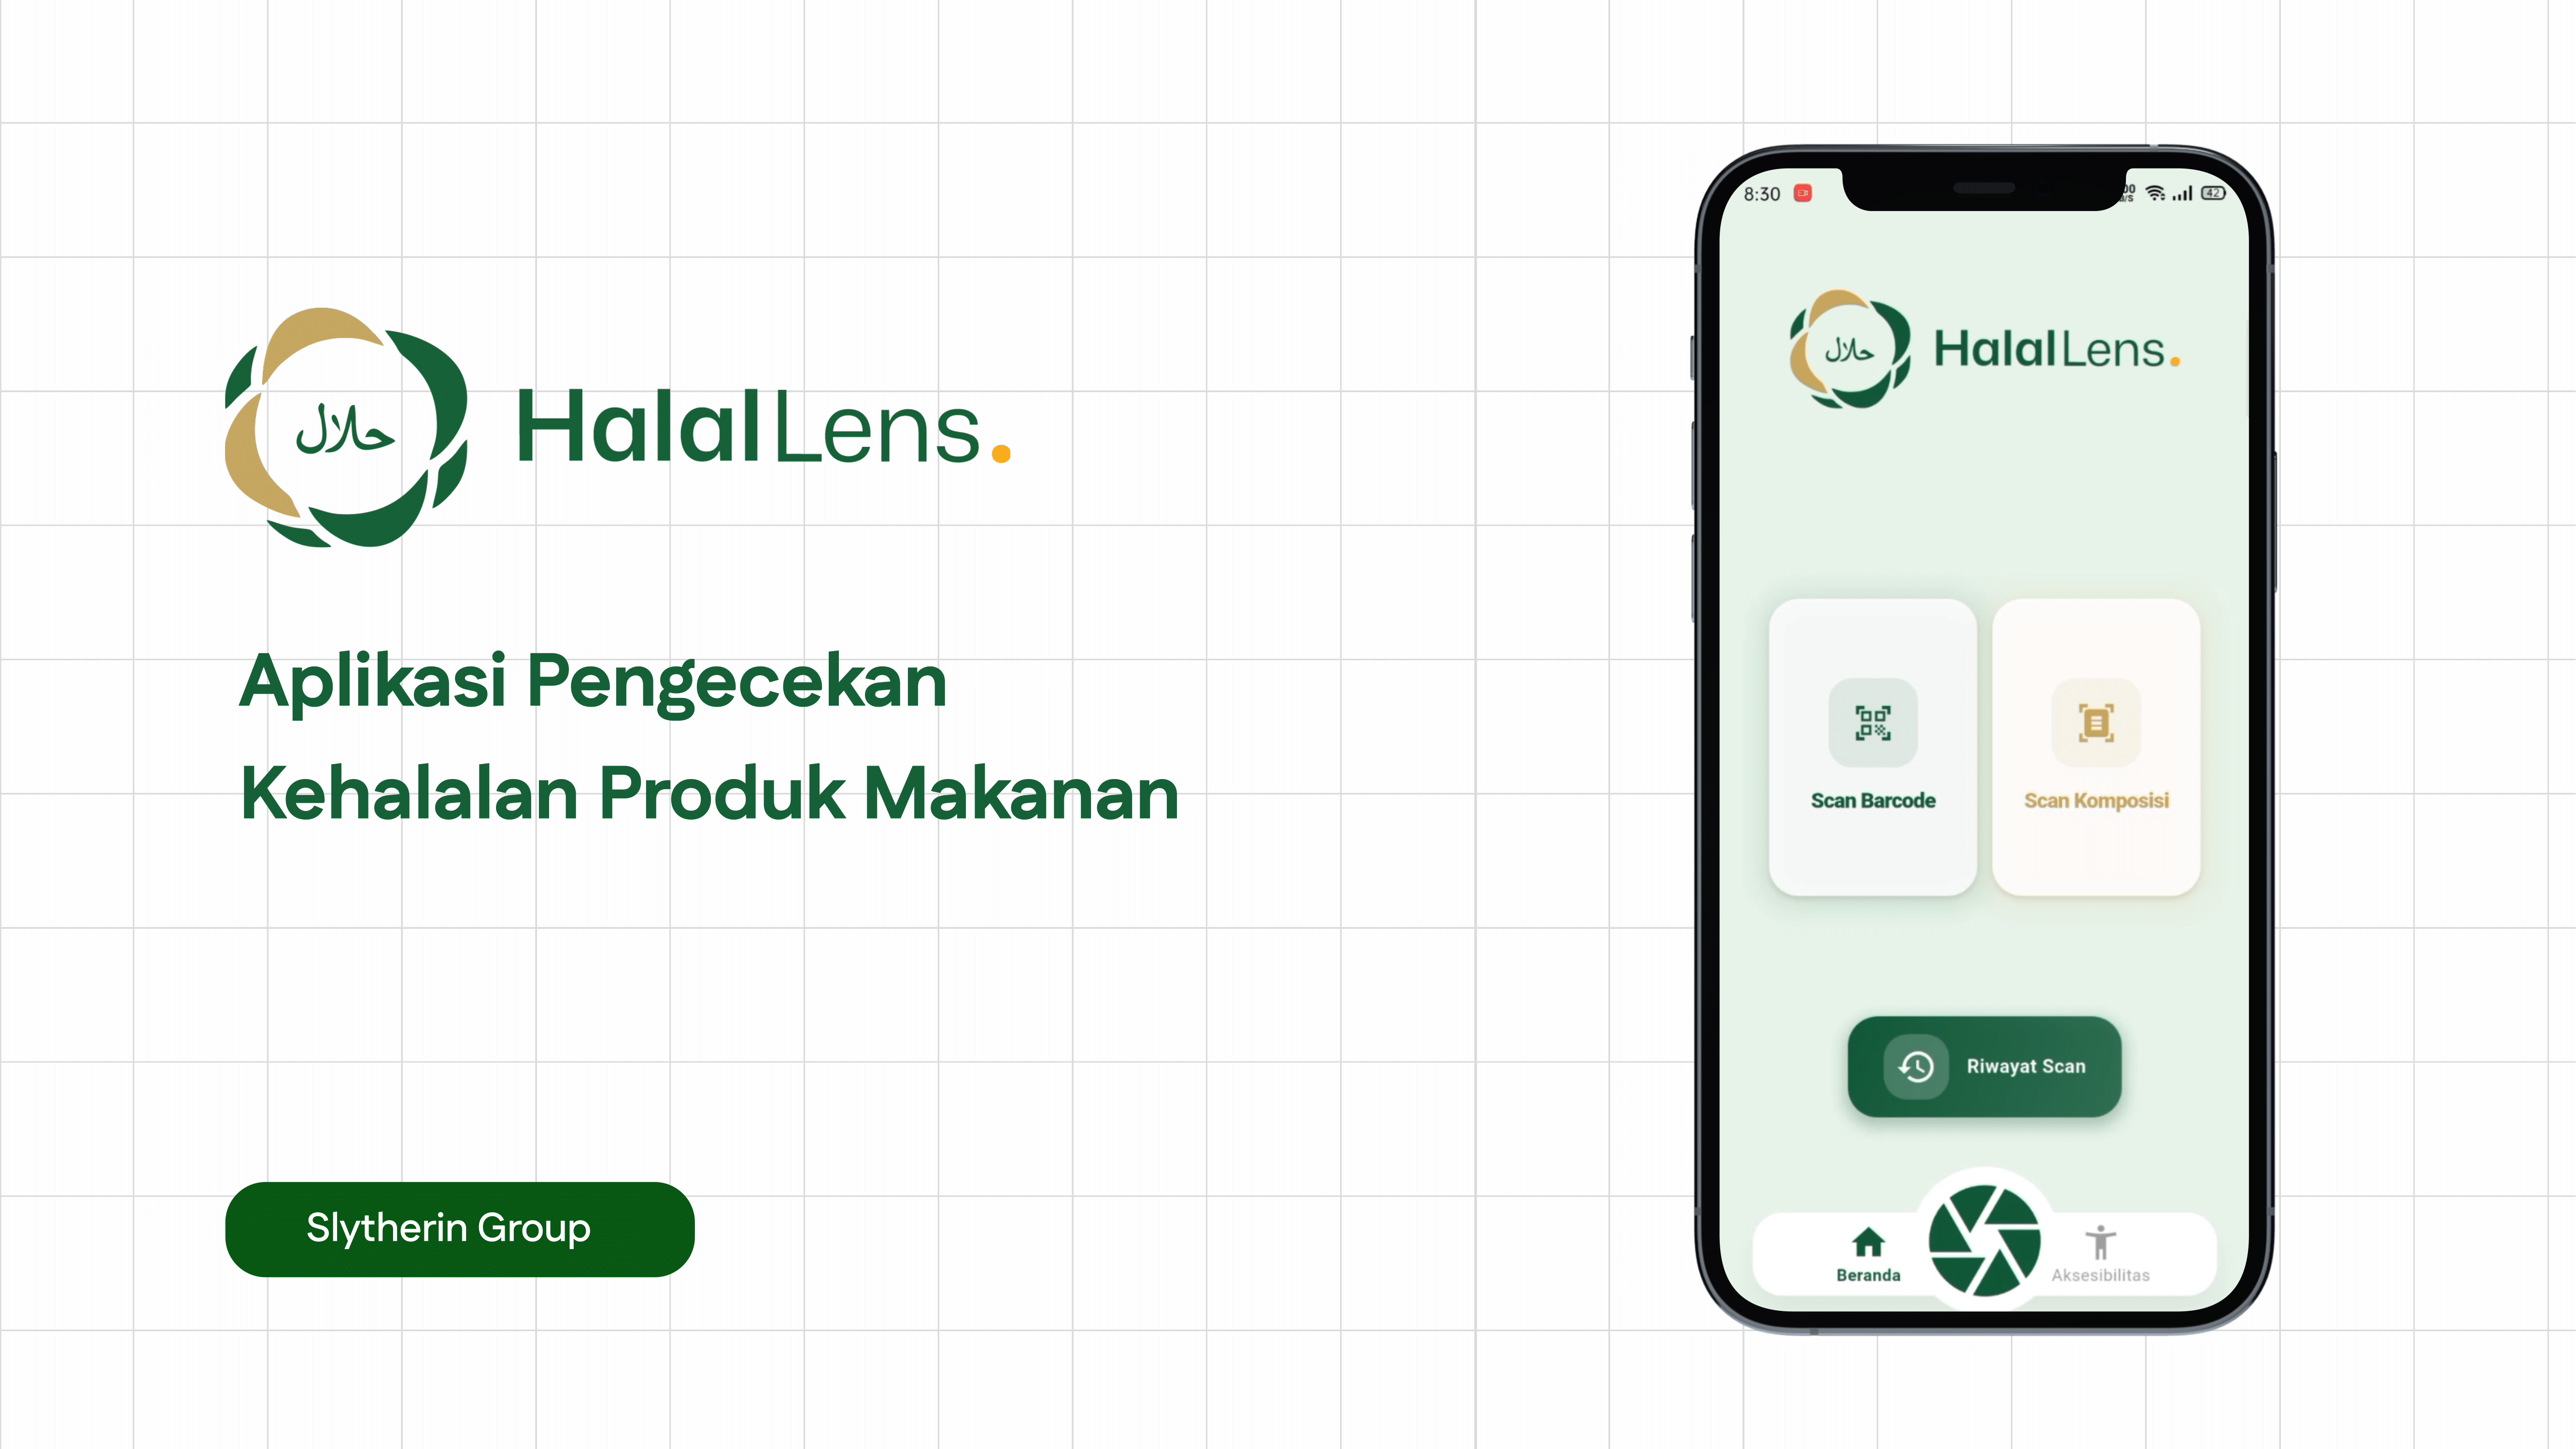 حلال
HalalLens.
Aplikasi Pengecekan
Kehalalan Produk Makanan
Slytherin Group
8:30
42
حلال
HalalLens.
Scan Barcode
Scan Komposisi
Riwayat Scan
Beranda
Aksesibilitas